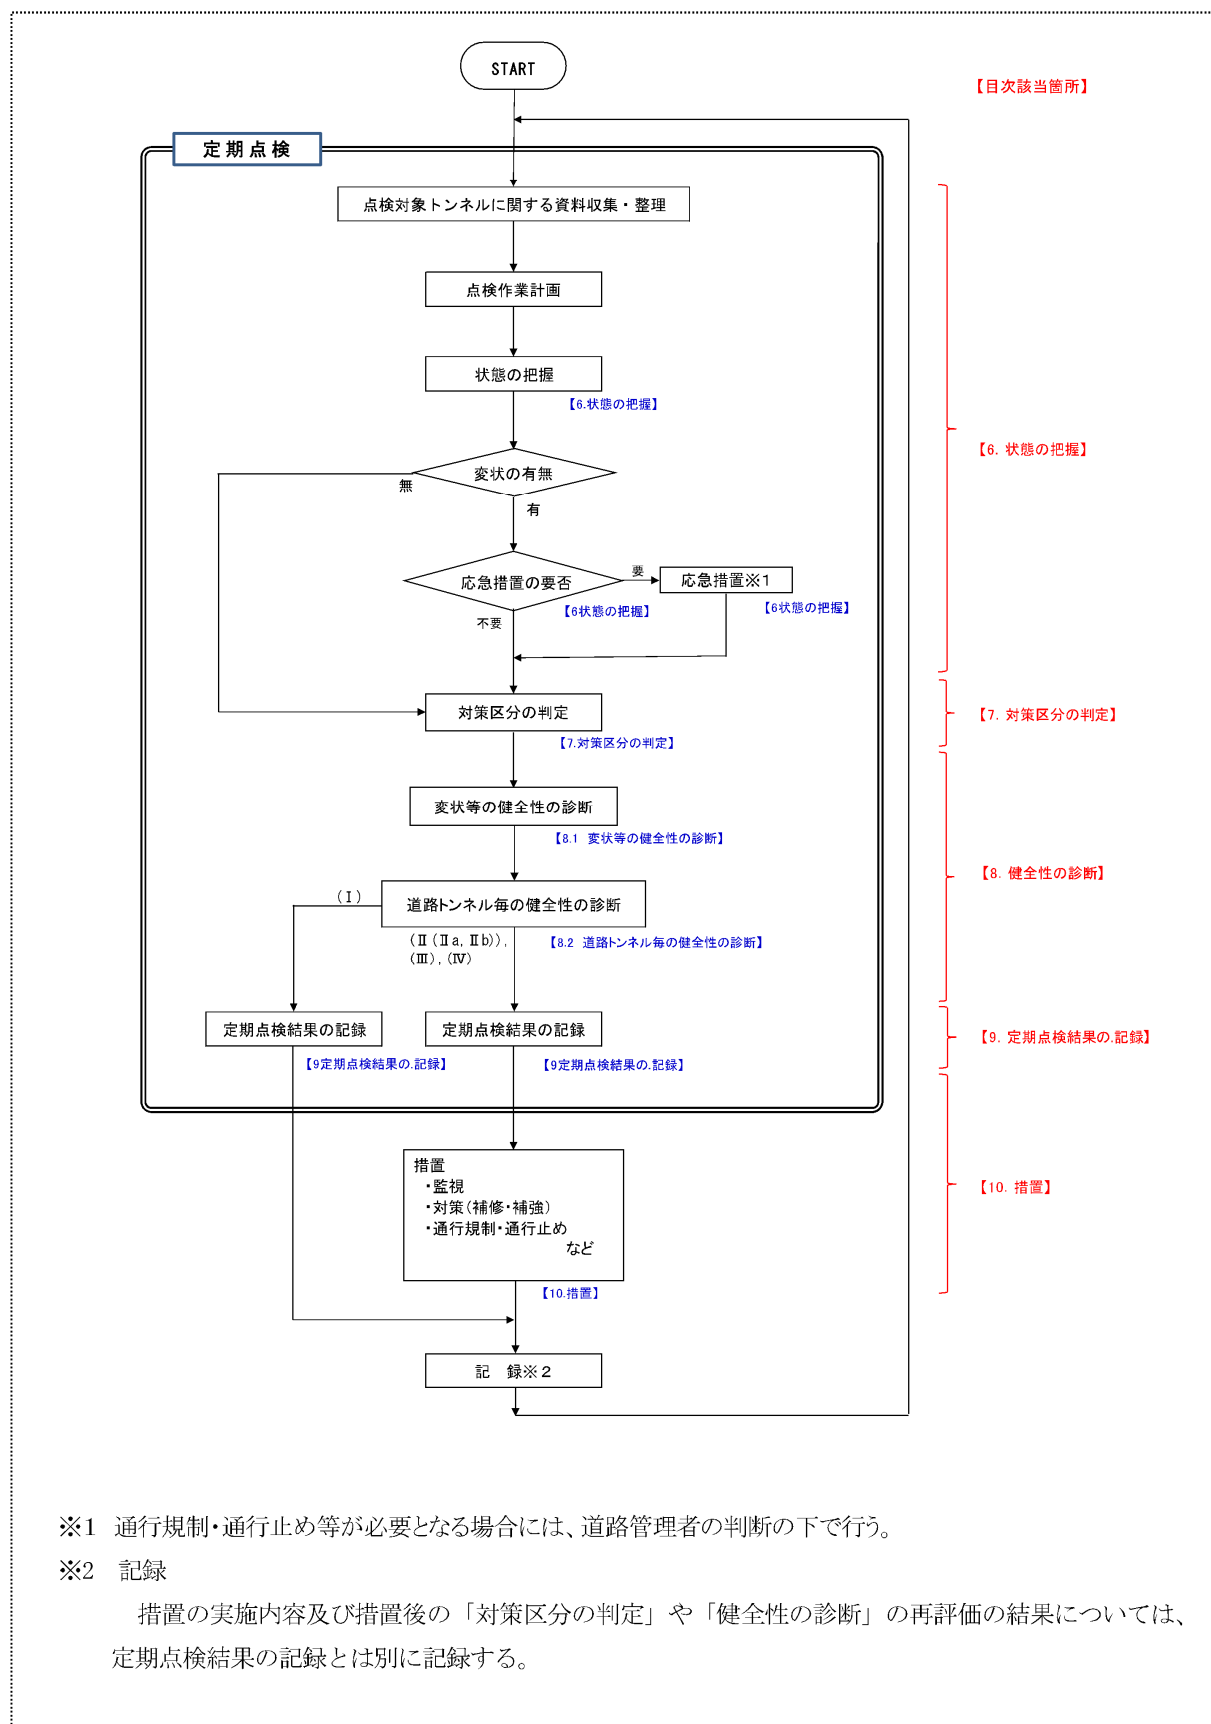 START
【目次該当箇所】
定期点検
点検対象トンネルに関する資料収集・整理
点検作業計画
状態の把握
【6.状態の把握】
【6. 状態の把握】
変状の有無
無
有
応急措置の要否
要
応急措置※1
【6状態の把握】
【6状態の把握】
不要
対策区分の判定
【7. 対策区分の判定】
【7.対策区分の判定】
変状等の健全性の診断
【8.1 変状等の健全性の診断】
【8. 健全性の診断】
(Ⅰ)
道路トンネル毎の健全性の診断
(Ⅱ(Ⅱa, Ⅱb)),
(Ⅲ), (Ⅳ)
【8.2 道路トンネル毎の健全性の診断】
定期点検結果の記録
定期点検結果の記録
【9. 定期点検結果の.記録】
【9定期点検結果の.記録】
【9定期点検結果の.記録】
措置
・監視
・対策(補修・補強)
・通行規制・通行止め
など
【10. 措置】
【10.措置】
記 録※2
※1 通行規制・通行止め等が必要となる場合には、道路管理者の判断の下で行う。
※2 記録
措置の実施内容及び措置後の「対策区分の判定」や「健全性の診断」の再評価の結果については、
定期点検結果の記録とは別に記録する。